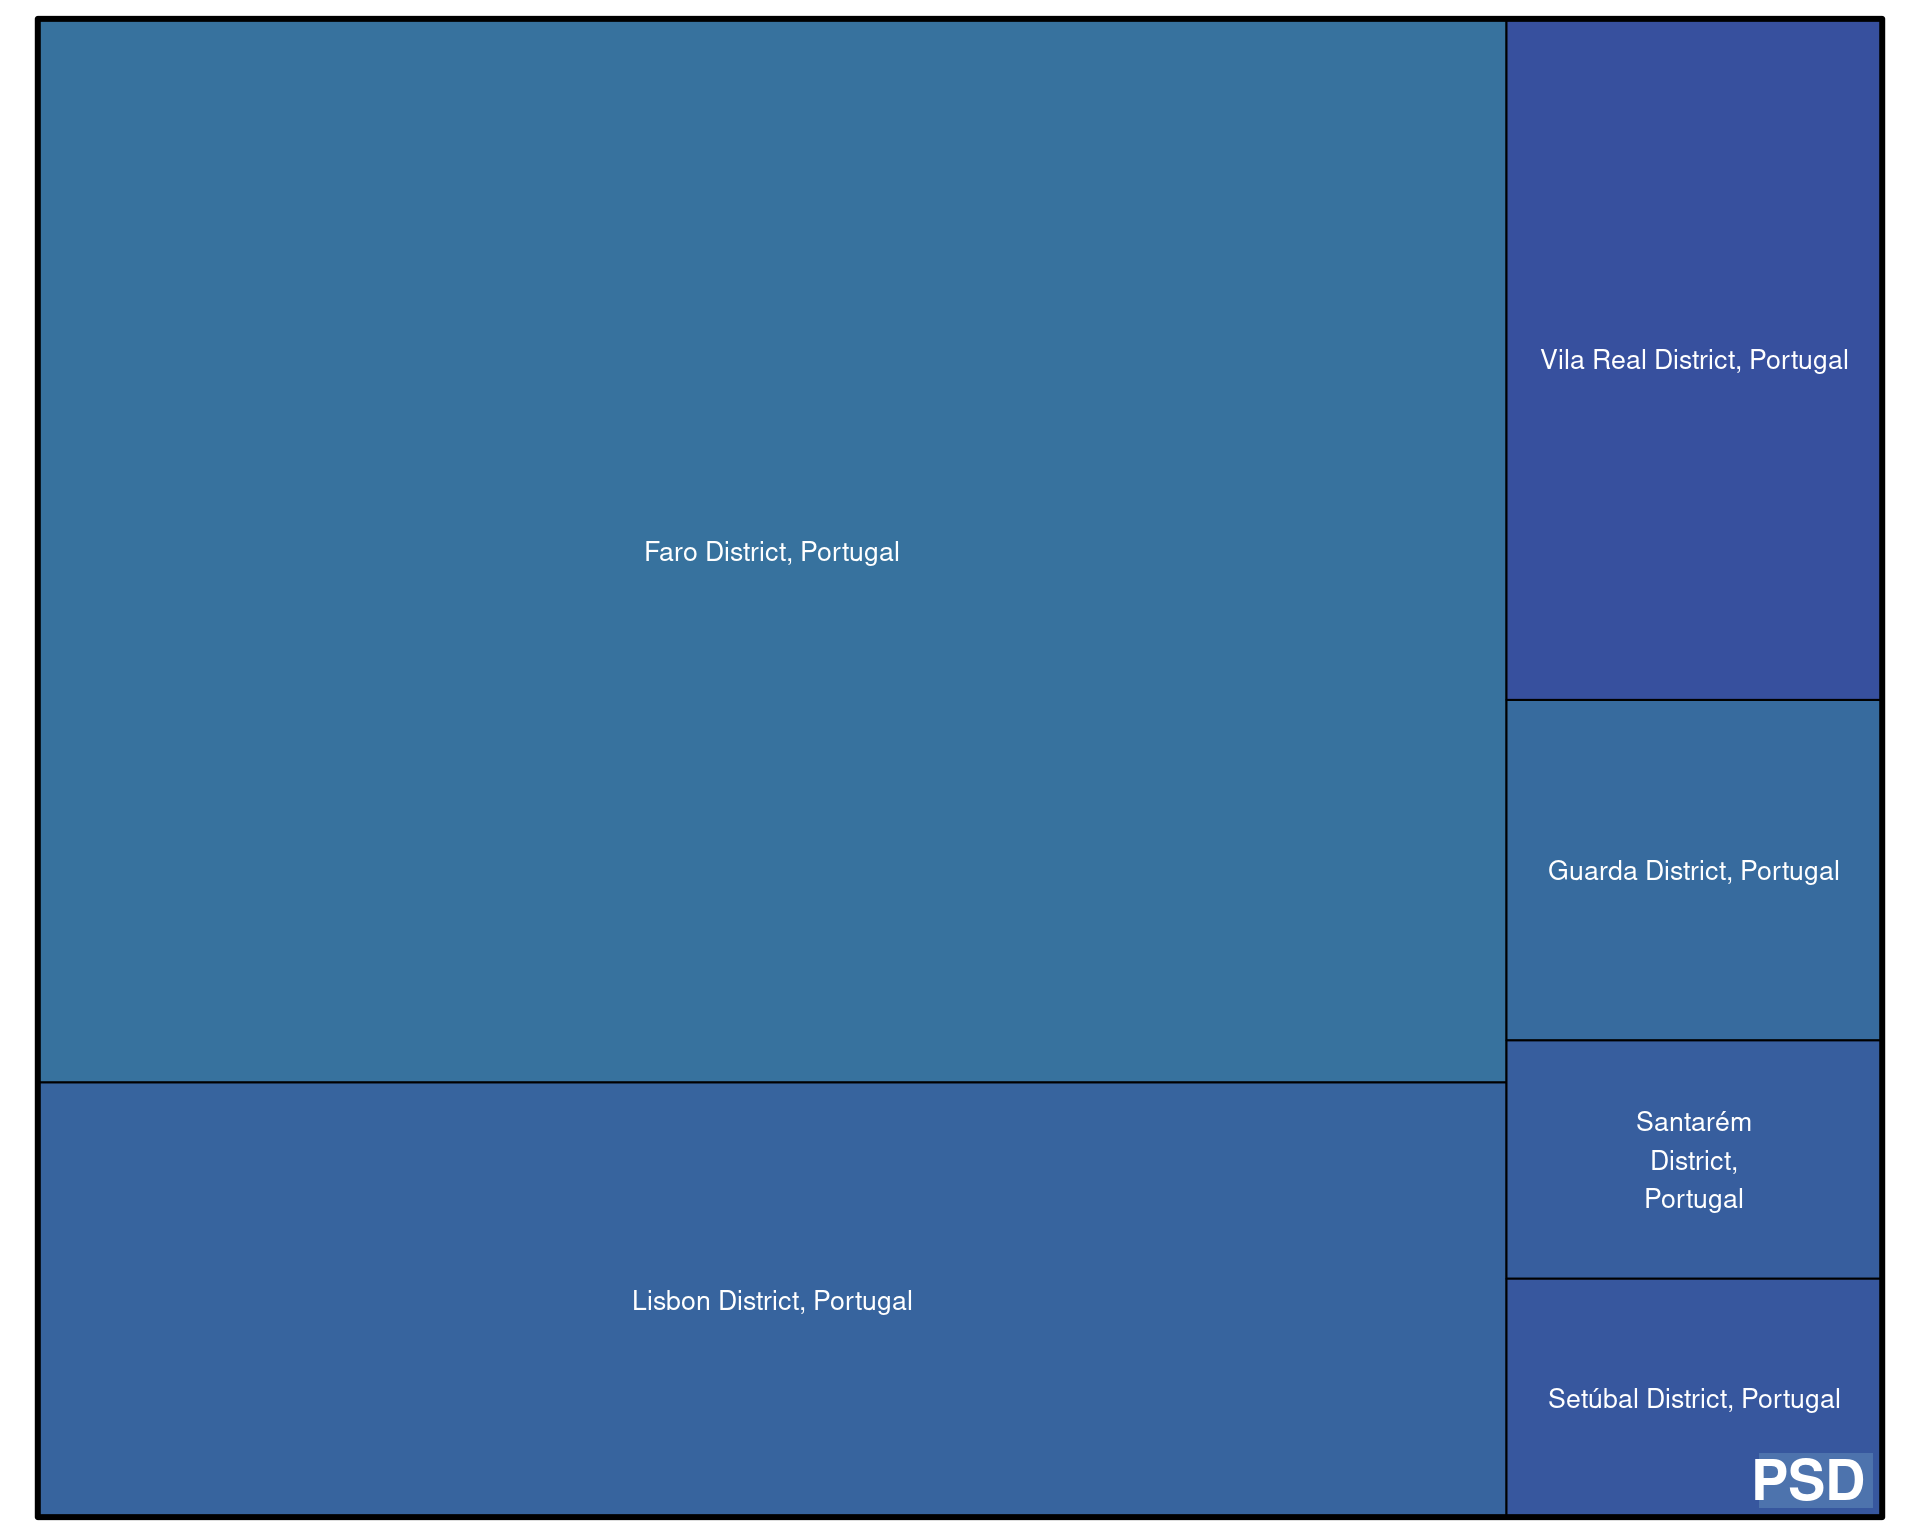 Faro District, Portugal
Lisbon District, Portugal
Vila Real District, Portugal
Guarda District, Portugal
Santarém
District,
Portugal
Setúbal District, Portugal
PSD